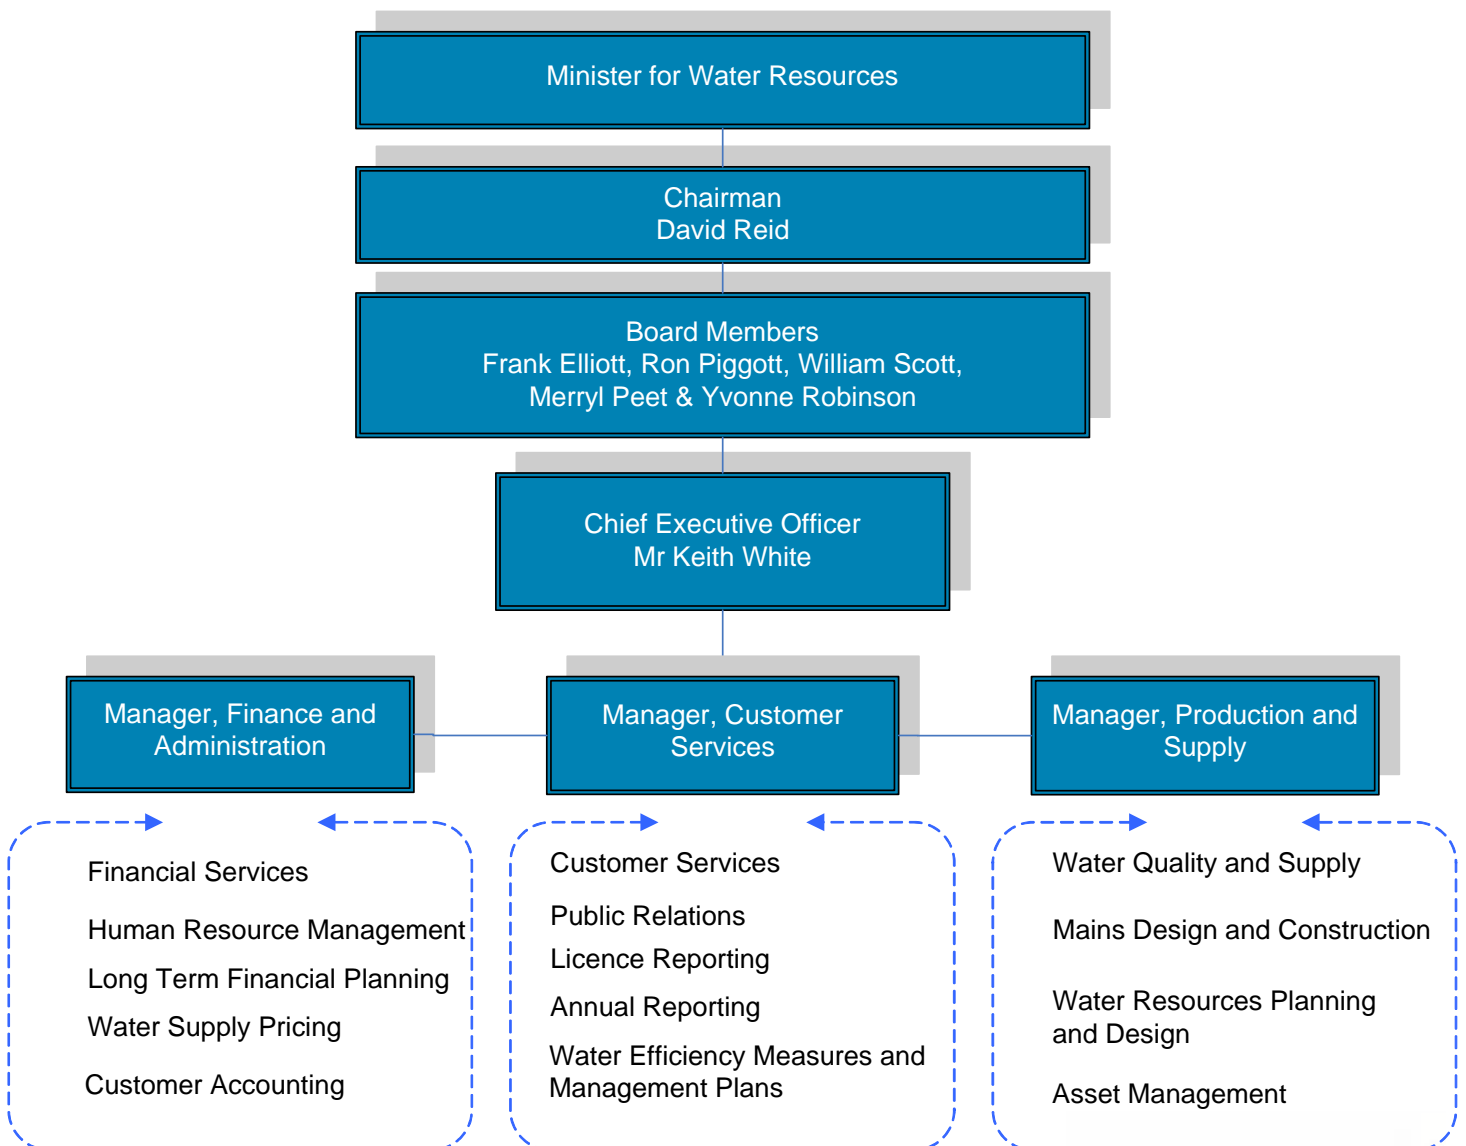 Minister for Water Resources
Chairman
David Reid
Board Members
Frank Elliott, Ron Piggott, William Scott,
Merryl Peet & Yvonne Robinson
Chief Executive Officer
Mr Keith White
Manager, Finance and
Administration
Manager, Customer
Services
Manager, Production and
Supply
Financial Services
Human Resource Management
Long Term Financial Planning
Water Supply Pricing
Customer Accounting
Customer Services
Public Relations
Licence Reporting
Annual Reporting
Water Efficiency Measures and
Management Plans
Water Quality and Supply
Mains Design and Construction
Water Resources Planning
and Design
Asset Management